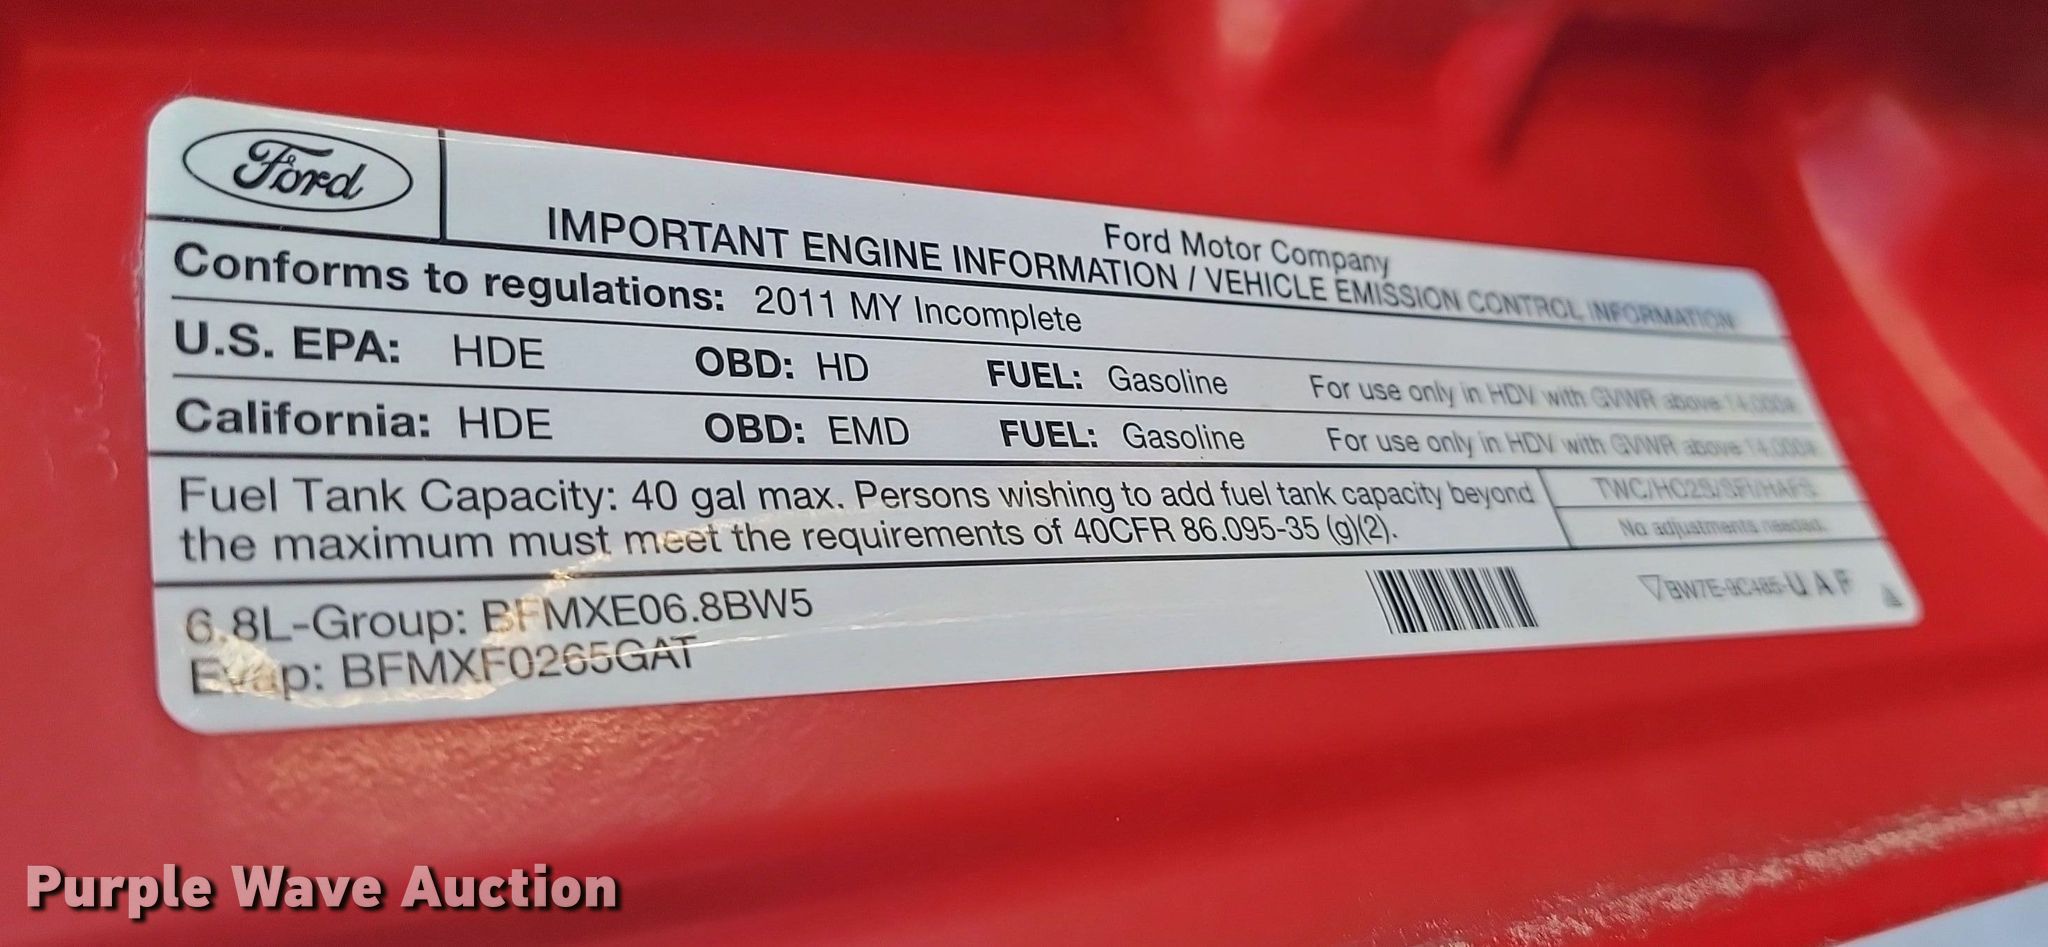 Ford
Ford Motor Company
IMPORTANT ENGINE INFORMATION / VEHICLE EMISSION CONTROL INFORMATION
Conforms to regulations: 2011 MY Incomplete
U.S. EPA: HDE OBD: HD FUEL: Gasoline For use only in HDV with GVWR above 14,000#.
California: HDE OBD: EMD FUEL: Gasoline For use only in HDV with GVWR above 14,000#.
Fuel Tank Capacity: 40 gal max. Persons wishing to add fuel tank capacity beyond
the maximum must meet the requirements of 40CFR 86.095-35 (g)(2).
TWC/HO2S/SFI/HAFS
No adjustments needed.
6.8L-Group: BFMXE06.8BW5
Evap: BFMXF0265GAT
BW7E-9C485-UAF
Purple Wave Auction